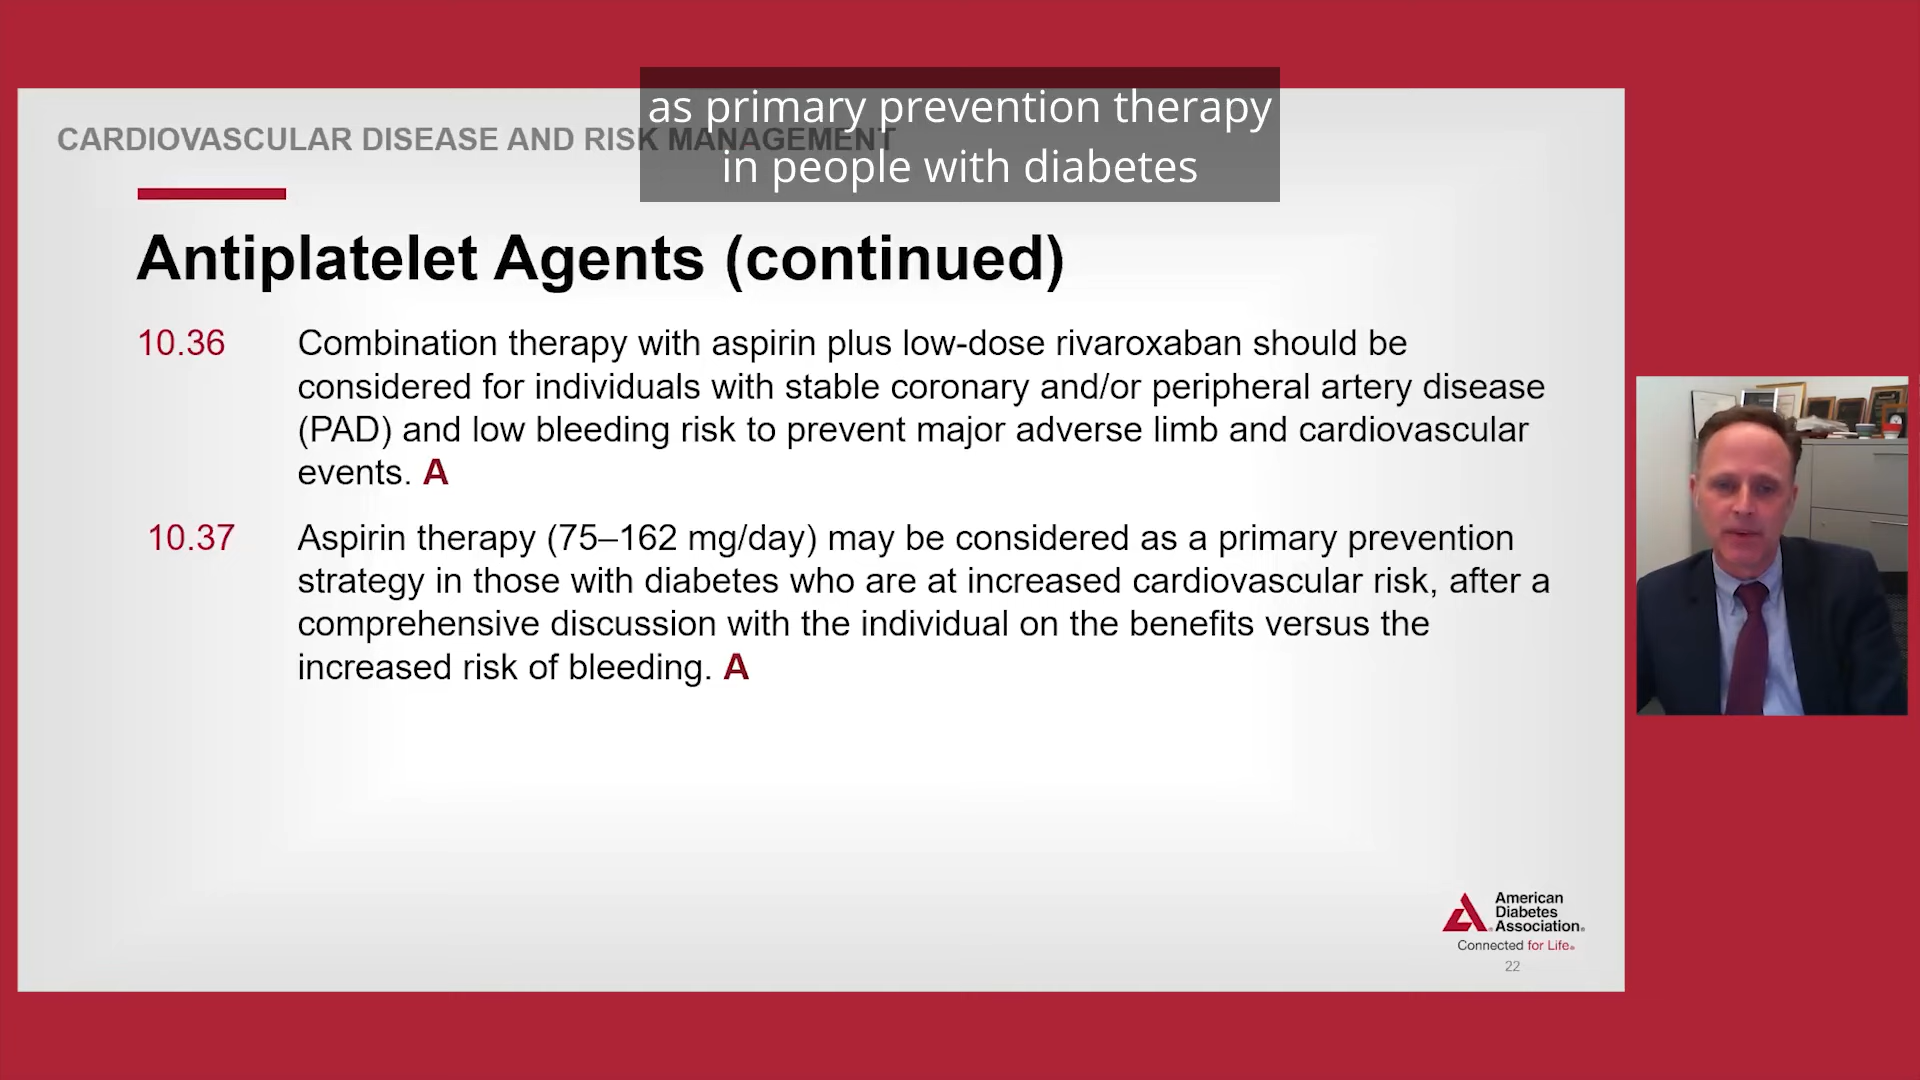 as primary prevention therapy
in people with diabetes
CARDIOVASCULAR DISEASE AND RISK MANAGEMENT
Antiplatelet Agents (continued)
10.36 Combination therapy with aspirin plus low-dose rivaroxaban should be
considered for individuals with stable coronary and/or peripheral artery disease
(PAD) and low bleeding risk to prevent major adverse limb and cardiovascular
events. A
10.37 Aspirin therapy (75–162 mg/day) may be considered as a primary prevention
strategy in those with diabetes who are at increased cardiovascular risk, after a
comprehensive discussion with the individual on the benefits versus the
increased risk of bleeding. A
American
Diabetes
Association®
Connected for Life®
22